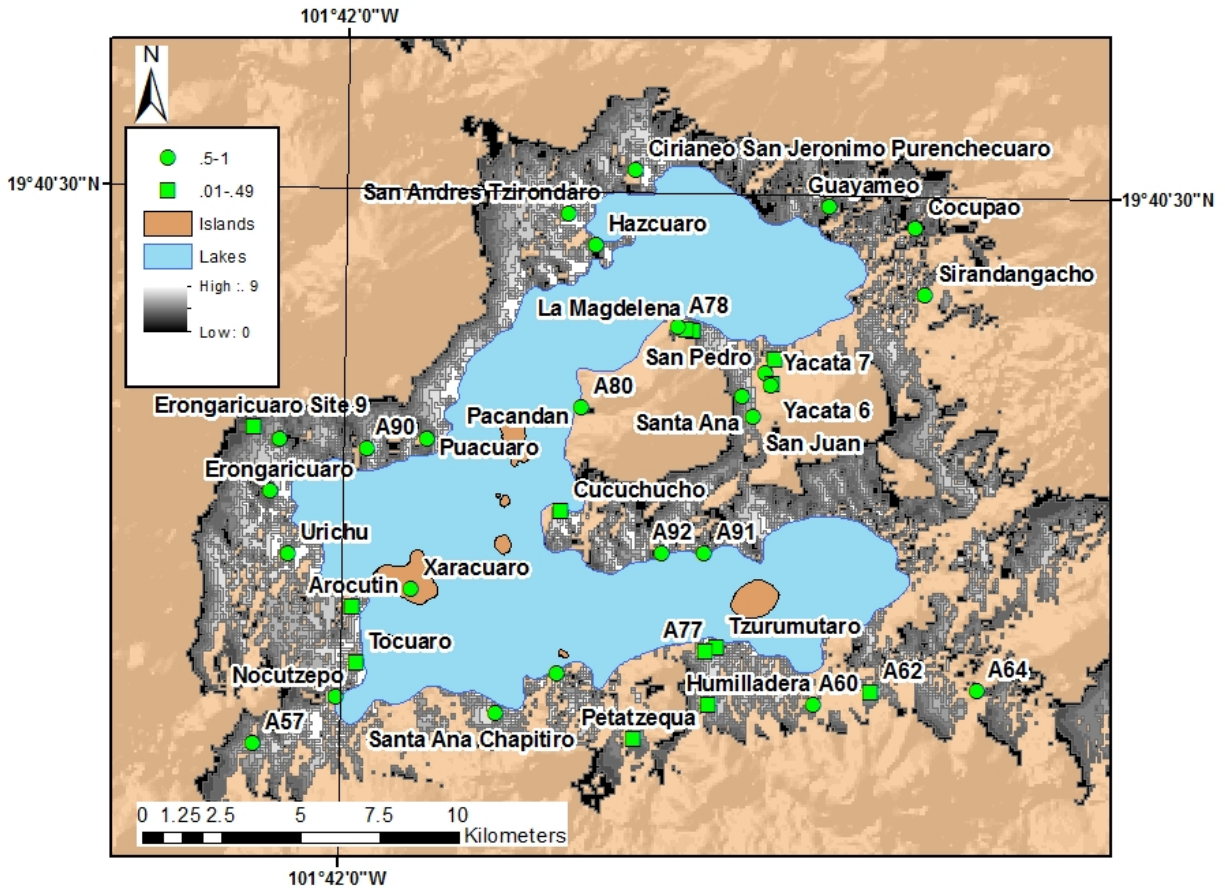 101°42'0"W
N
.5-1
.01-.49
Islands
Lakes
High :. 9
Low: 0
19°40'30"N
19°40'30"N
Cirianeo San Jeronimo Purenchecuaro
San Andres Tzirondaro
Guayameo
Cocupao
Hazcuaro
Sirandangacho
La Magdelena
A78
San Pedro
Yacata 7
A80
Erongaricuaro Site 9
Pacandan
Santa Ana
Yacata 6
A90
Puacuaro
San Juan
Erongaricuaro
Cucuchucho
Urichu
A92
A91
Xaracuaro
Arocutin
Tzurumutaro
A77
Tocuaro
Nocutzepo
Humilladera
A60
A62
A64
A57
Petatzequa
Santa Ana Chapitiro
0 1.25 2.5 5 7.5 10
Kilometers
101°42'0"W